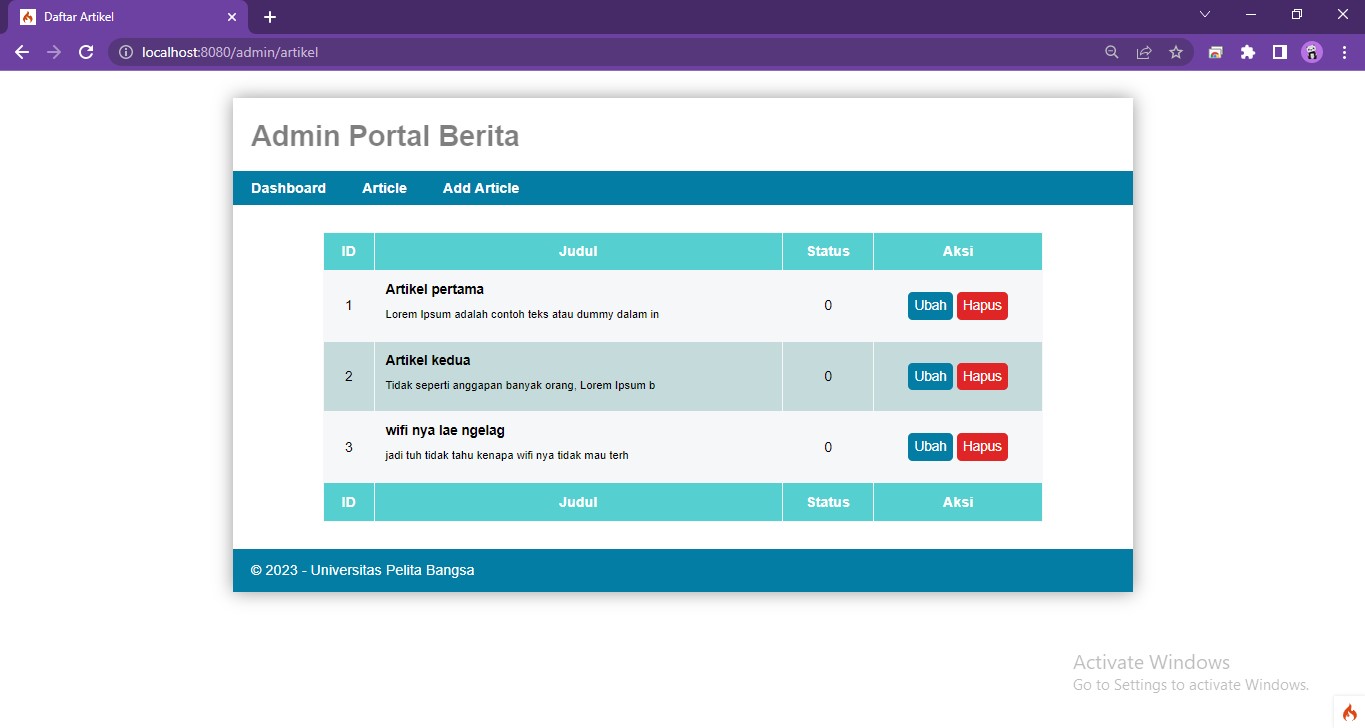 Daftar Artikel
localhost:8080/admin/artikel
Admin Portal Berita
Dashboard Article Add Article
ID Judul Status Aksi
1 Artikel pertama 0 Ubah Hapus
Lorem Ipsum adalah contoh teks atau dummy dalam in
2 Artikel kedua 0 Ubah Hapus
Tidak seperti anggapan banyak orang, Lorem Ipsum b
3 wifi nya lae ngelag 0 Ubah Hapus
jadi tuh tidak tahu kenapa wifi nya tidak mau terh
ID Judul Status Aksi
© 2023 - Universitas Pelita Bangsa
Activate Windows
Go to Settings to activate Windows.